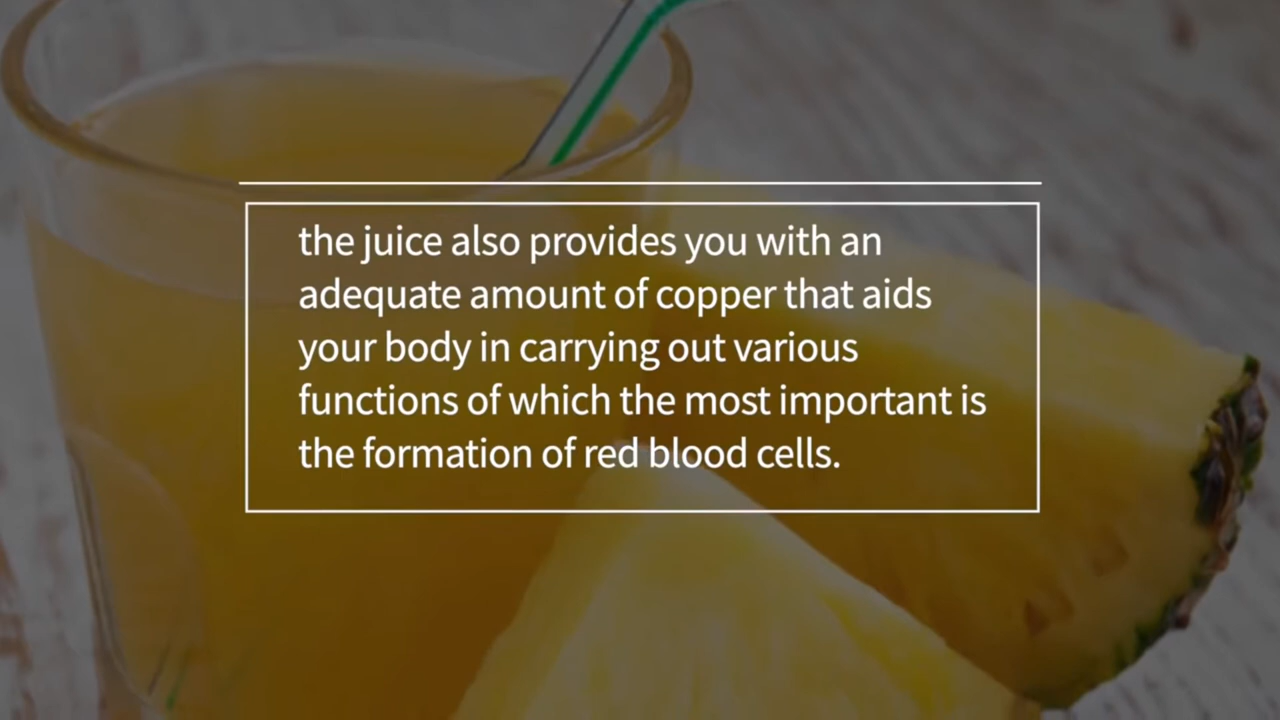 the juice also provides you with an
adequate amount of copper that aids
your body in carrying out various
functions of which the most important is
the formation of red blood cells.